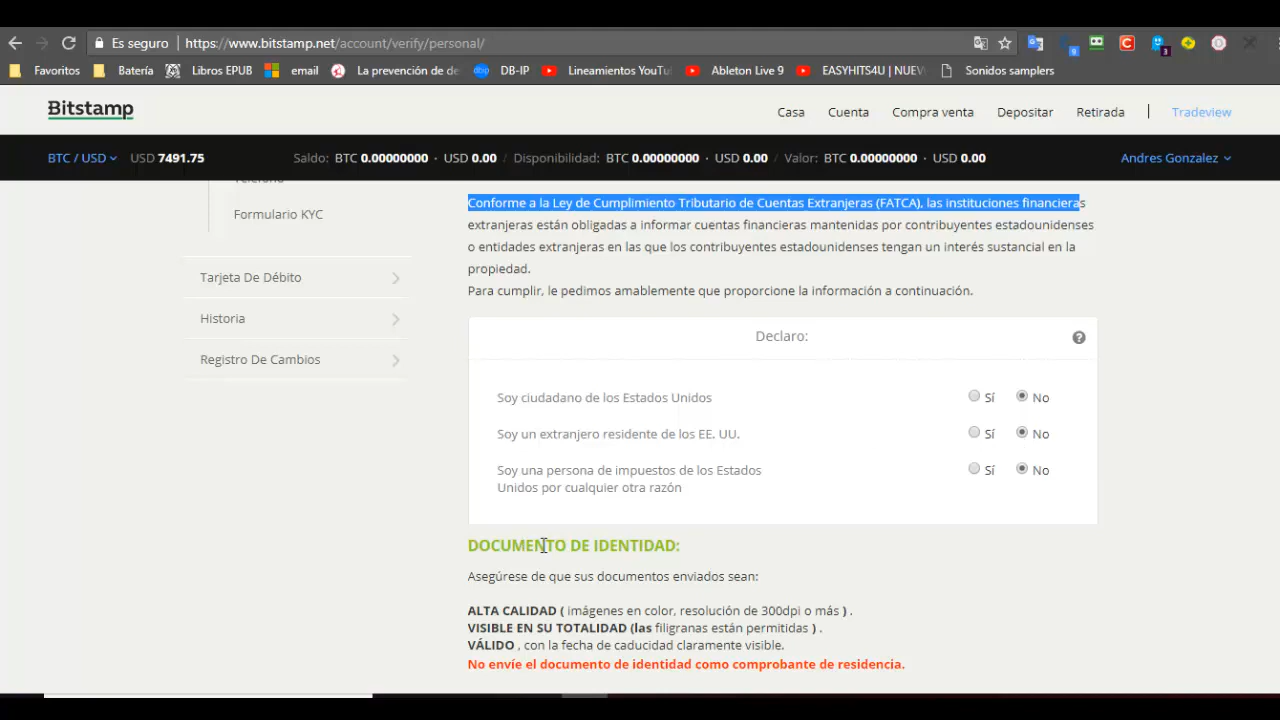 Es seguro | https://www.bitstamp.net/account/verify/personal/
9
3
Favoritos Batería Libros EPUB email La prevención de de dbip DB-IP Lineamientos YouTu Ableton Live 9 EASYHITS4U | NUEV Sonidos samplers
Bitstamp Casa Cuenta Compra venta Depositar Retirada Tradeview
BTC / USD USD 7491.75 Saldo: BTC 0.00000000 · USD 0.00 / Disponibilidad: BTC 0.00000000 · USD 0.00 / Valor: BTC 0.00000000 · USD 0.00 Andres Gonzalez
Teléfono
Formulario KYC
Tarjeta De Débito
Historia
Registro De Cambios
Conforme a la Ley de Cumplimiento Tributario de Cuentas Extranjeras (FATCA), las instituciones financieras
extranjeras están obligadas a informar cuentas financieras mantenidas por contribuyentes estadounidenses
o entidades extranjeras en las que los contribuyentes estadounidenses tengan un interés sustancial en la
propiedad.
Para cumplir, le pedimos amablemente que proporcione la información a continuación.
Declaro: ?
Soy ciudadano de los Estados Unidos Sí No
Soy un extranjero residente de los EE. UU. Sí No
Soy una persona de impuestos de los Estados Sí No
Unidos por cualquier otra razón
DOCUMENTO DE IDENTIDAD:
Asegúrese de que sus documentos enviados sean:
ALTA CALIDAD ( imágenes en color, resolución de 300dpi o más ) .
VISIBLE EN SU TOTALIDAD (las filigranas están permitidas ) .
VÁLIDO , con la fecha de caducidad claramente visible.
No envíe el documento de identidad como comprobante de residencia.